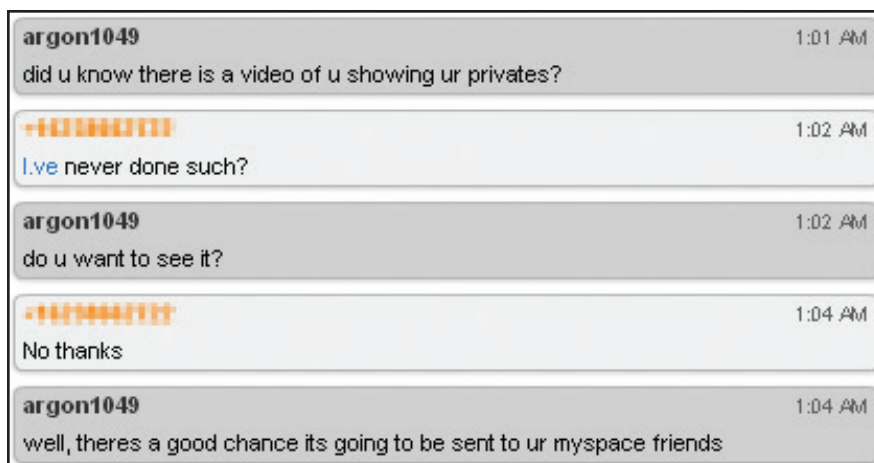 argon1049 1:01 AM
did u know there is a video of u showing ur privates?
1:02 AM
I.ve never done such?
argon1049 1:02 AM
do u want to see it?
1:04 AM
No thanks
argon1049 1:04 AM
well, theres a good chance its going to be sent to ur myspace friends